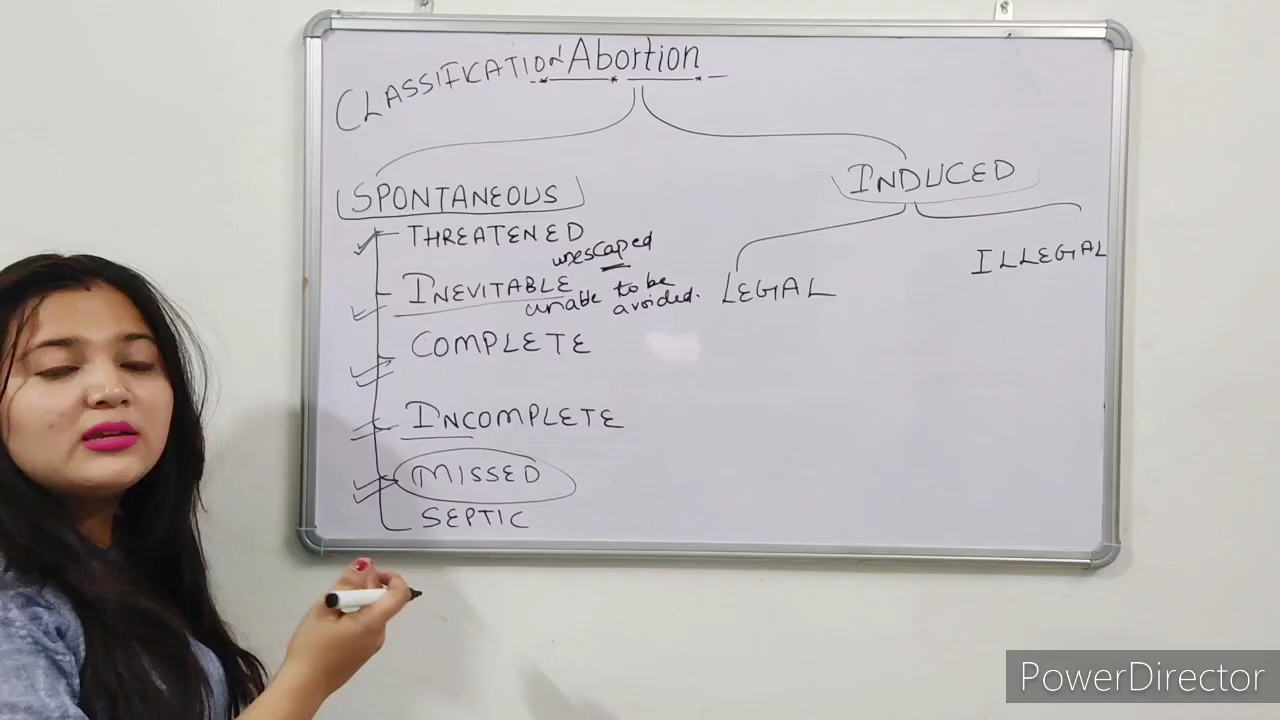 CLASSIFICATION Abortion
SPONTANEOUS
THREATENED
unescaped
INEVITABLE
unable to be
avoided.
COMPLETE
INCOMPLETE
MISSED
SEPTIC
INDUCED
LEGAL
ILLEGAL
PowerDirector